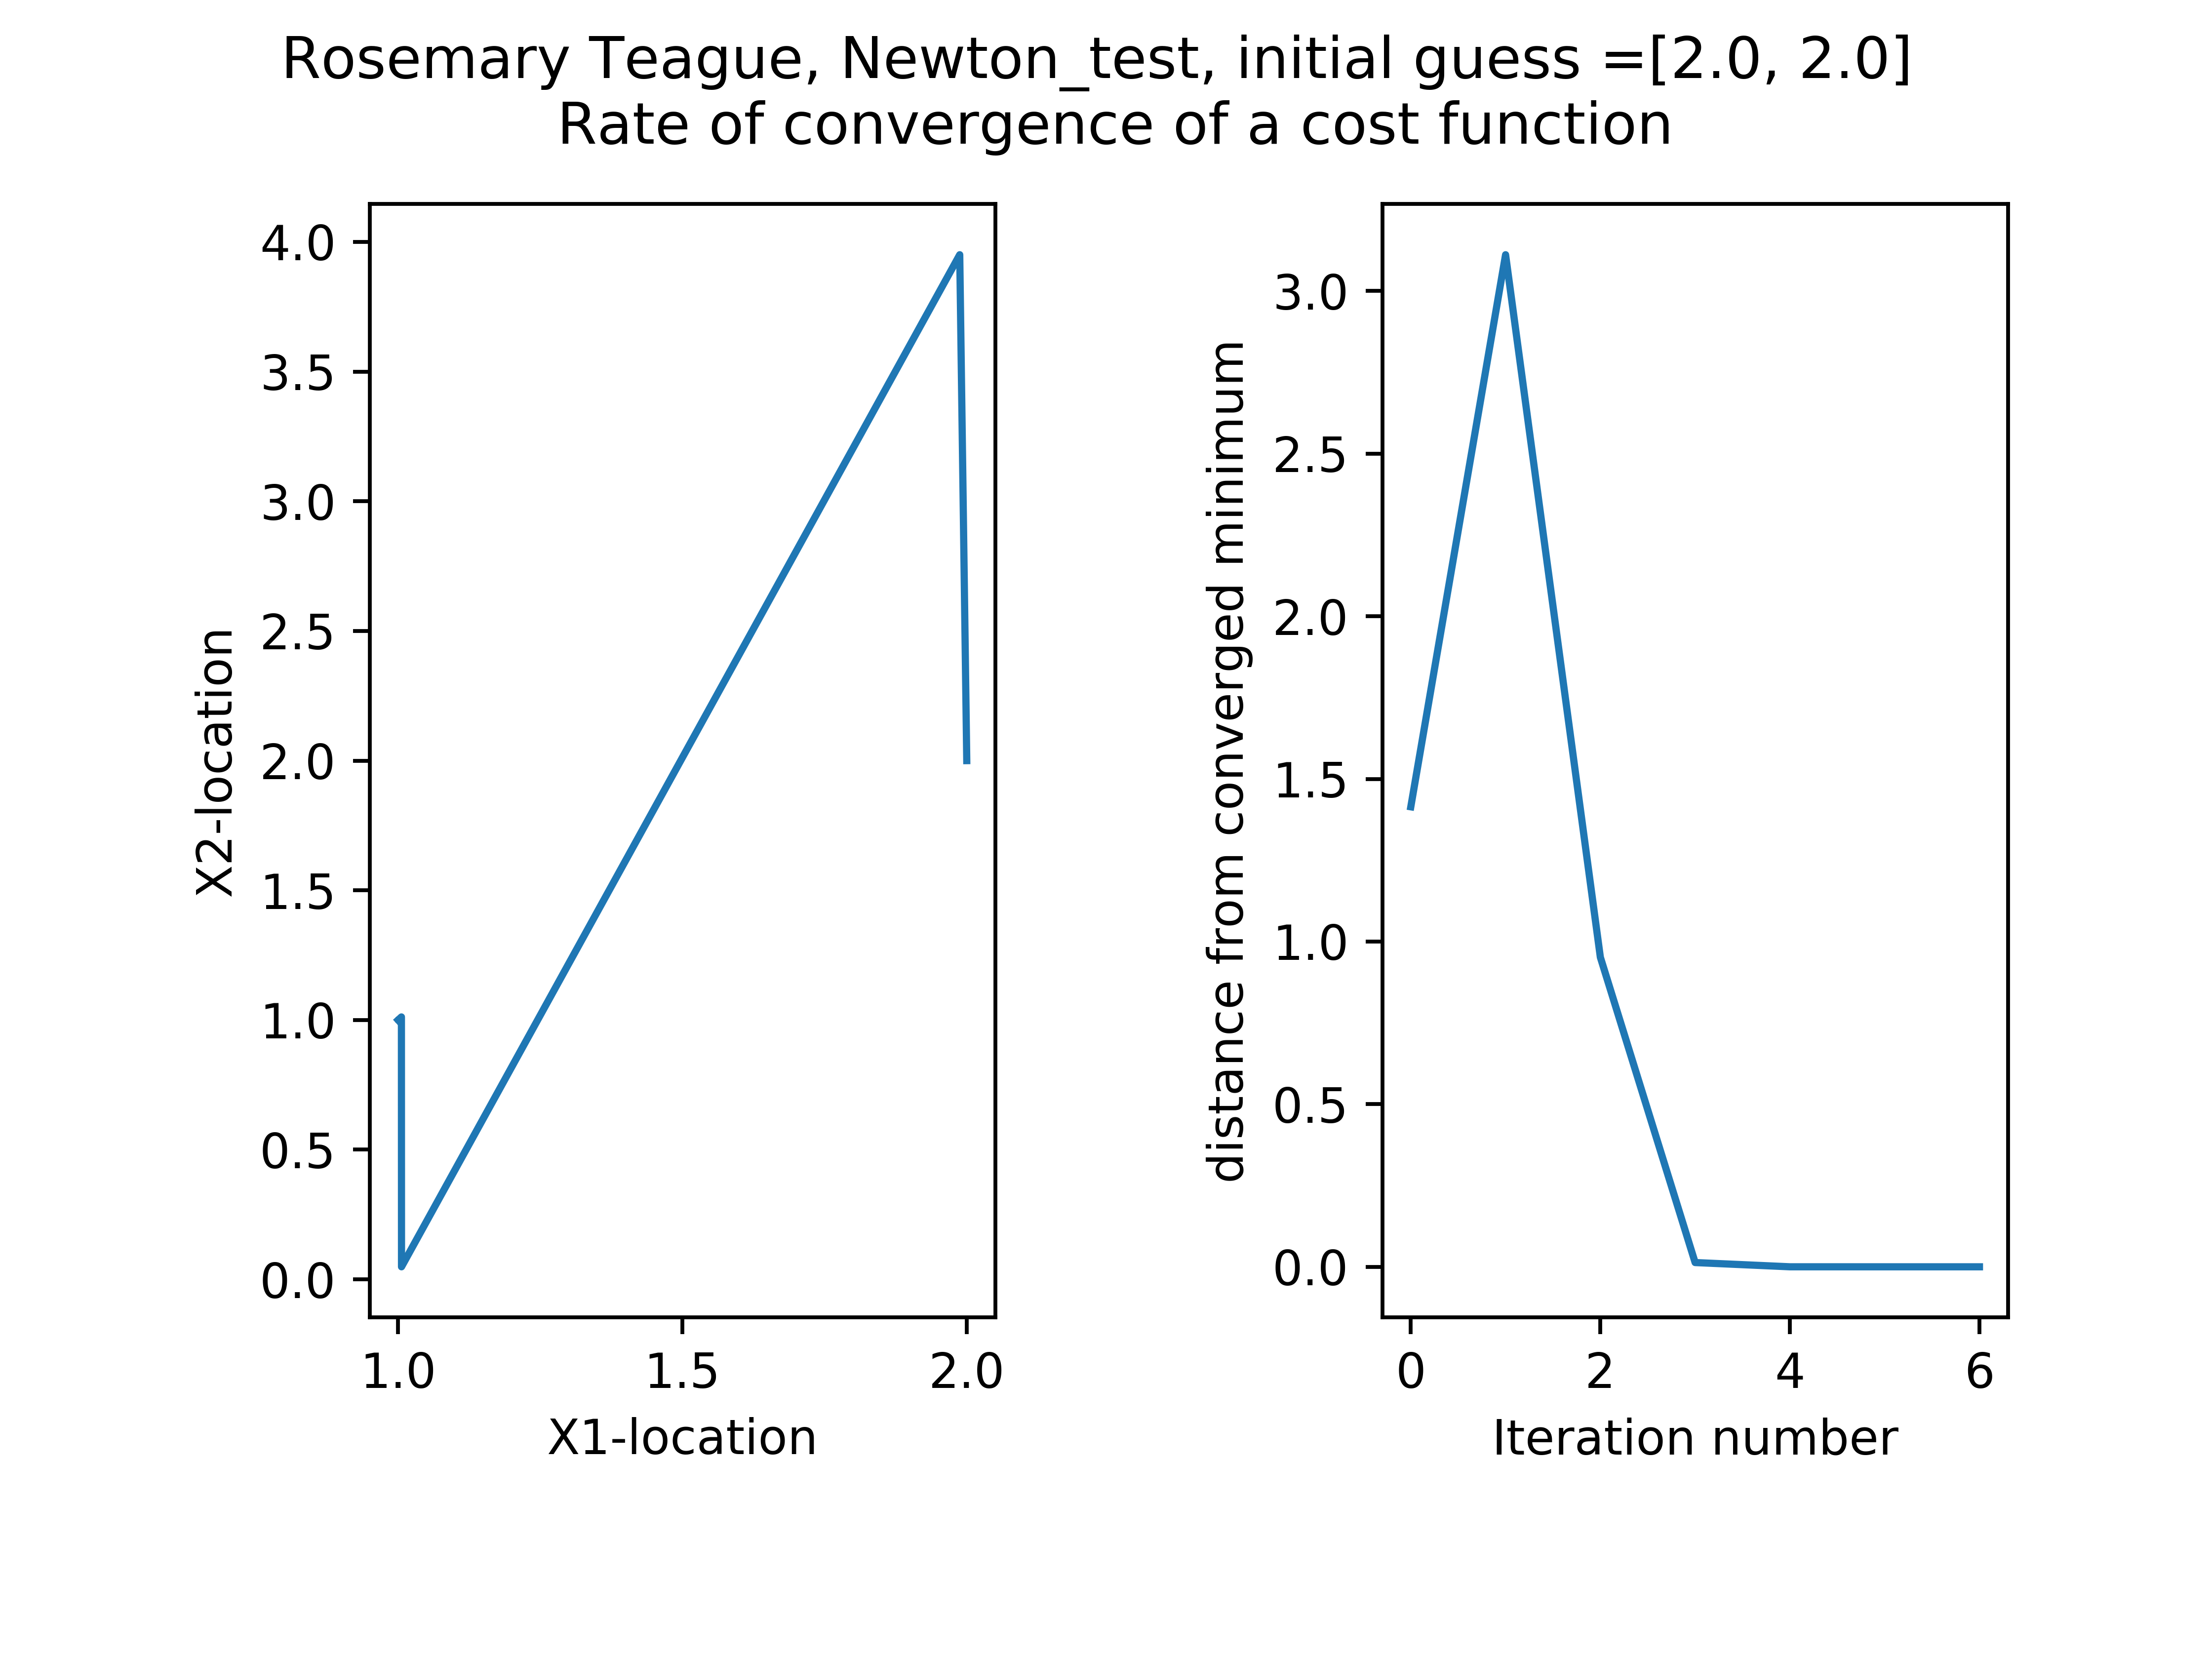 Rosemary Teague, Newton_test, initial guess =[2.0, 2.0]
Rate of convergence of a cost function
4.0
3.5
3.0
2.5
2.0
1.5
1.0
0.5
0.0
X2-location
1.0 1.5 2.0
X1-location
3.0
2.5
2.0
1.5
1.0
0.5
0.0
distance from converged minimum
0 2 4 6
Iteration number